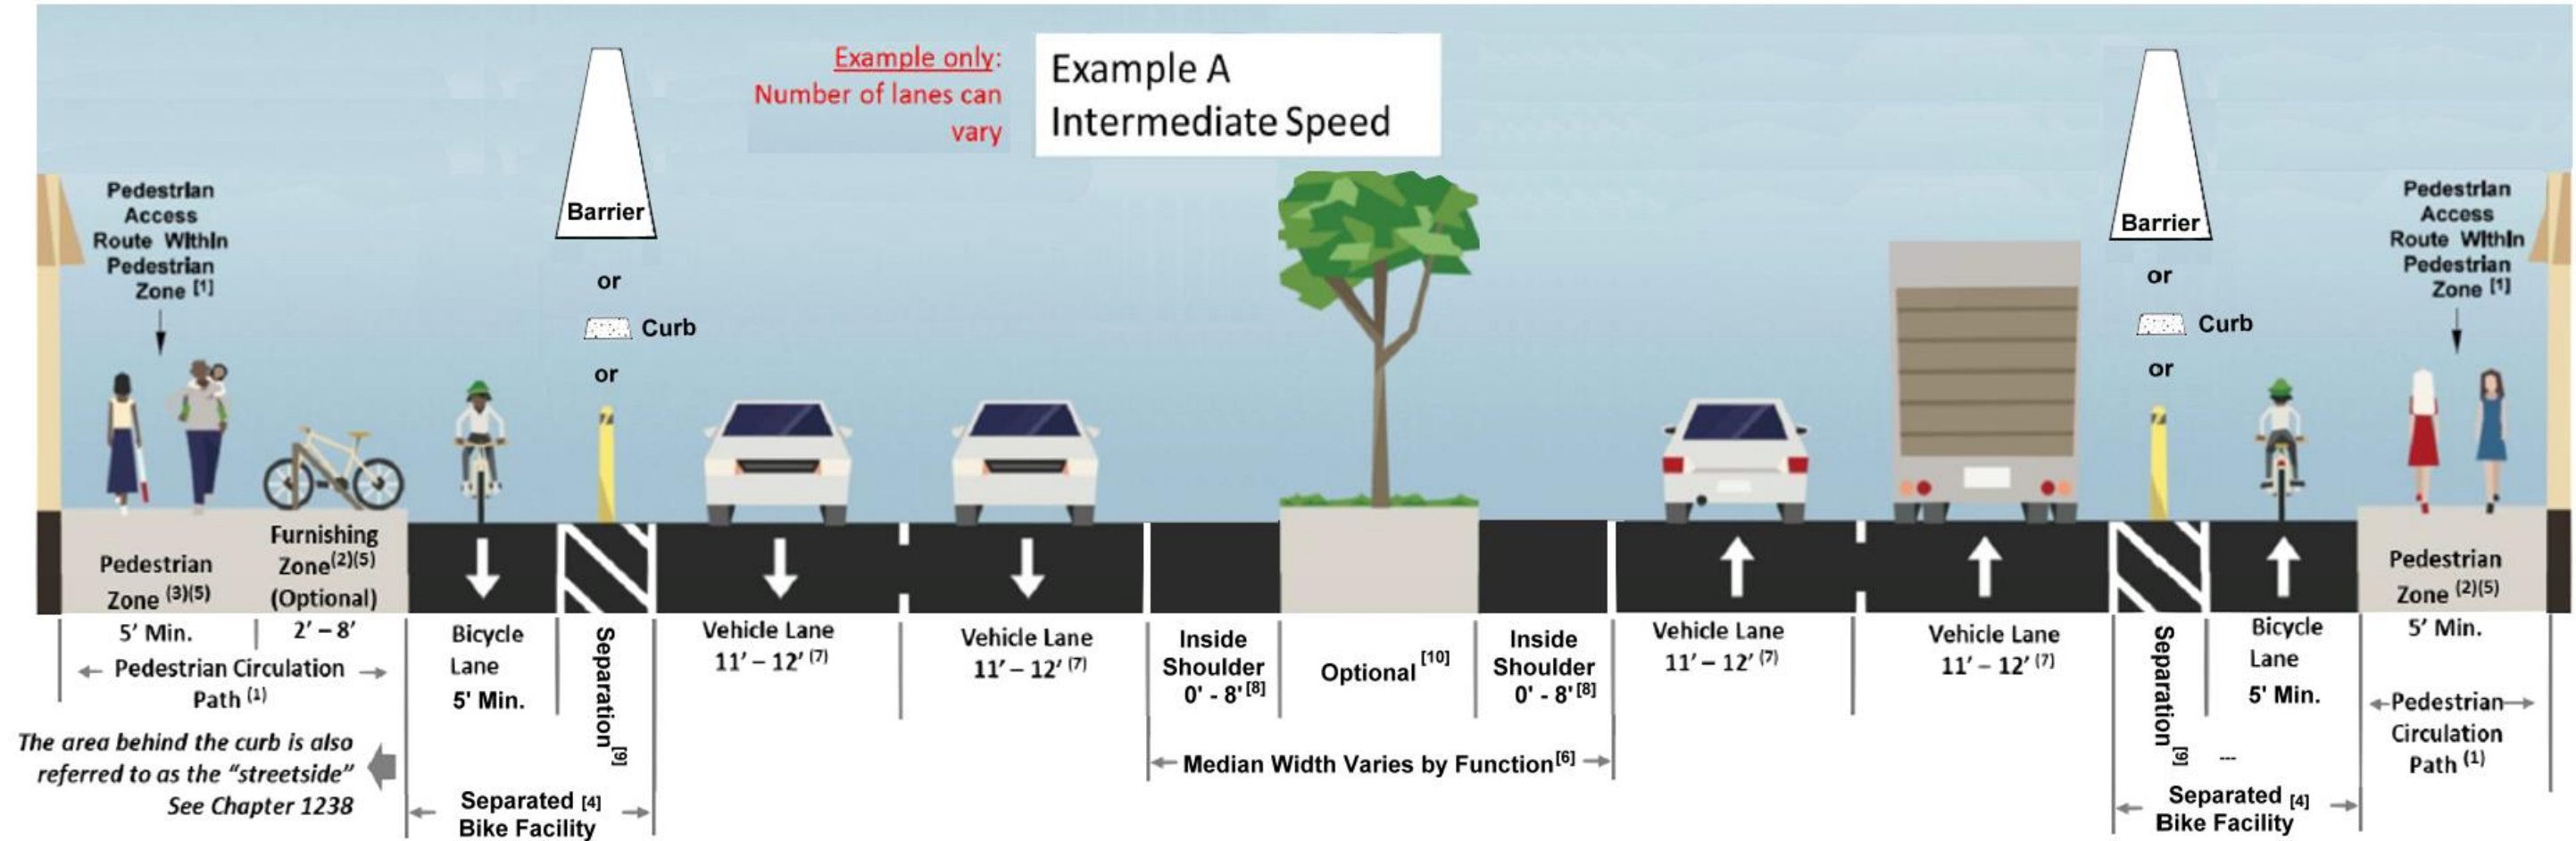 Example only:
Number of lanes can
vary
Example A
Intermediate Speed
Pedestrian
Access
Route Within
Pedestrian
Zone [1]
Barrier
or
Curb
or
Barrier
or
Curb
or
Pedestrian
Access
Route Within
Pedestrian
Zone [1]
Pedestrian
Zone (3)(5)
Furnishing
Zone(2)(5)
(Optional)
Pedestrian
Zone (2)(5)
5' Min.
2' – 8'
Pedestrian Circulation
Path (1)
The area behind the curb is also
referred to as the “streetside”
See Chapter 1238
Bicycle
Lane
5' Min.
Separation[9]
Separated [4]
Bike Facility
Vehicle Lane
11' – 12' (7)
Vehicle Lane
11' – 12' (7)
Inside
Shoulder
0' - 8'[8]
Optional [10]
Inside
Shoulder
0' - 8'[8]
Median Width Varies by Function[6]
Vehicle Lane
11' – 12' (7)
Vehicle Lane
11' – 12' (7)
Separation[9]
---
Bicycle
Lane
5' Min.
Separated [4]
Bike Facility
5' Min.
Pedestrian
Circulation
Path (1)